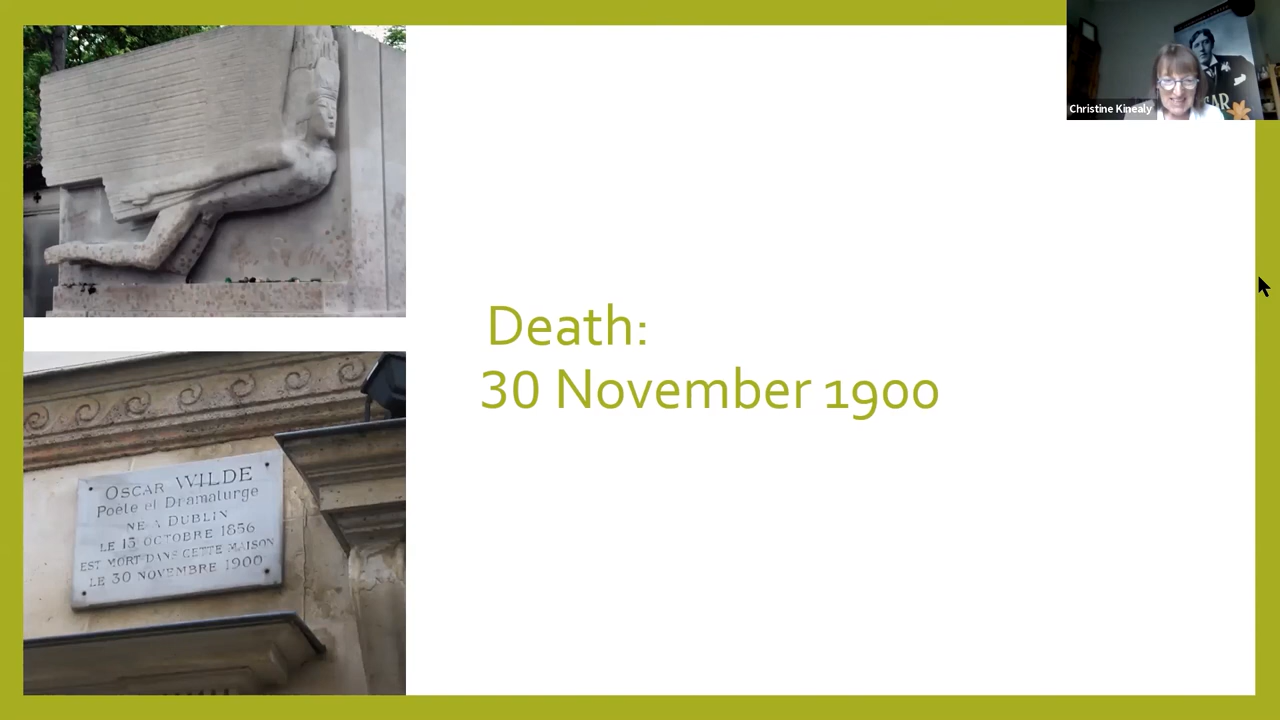 Christine Kinealy
Death:
30 November 1900
OSCAR WILDE
Poète et Dramaturge
NE A DUBLIN
LE 15 OCTOBRE 1856
EST MORT DANS CETTE MAISON
LE 30 NOVEMBRE 1900